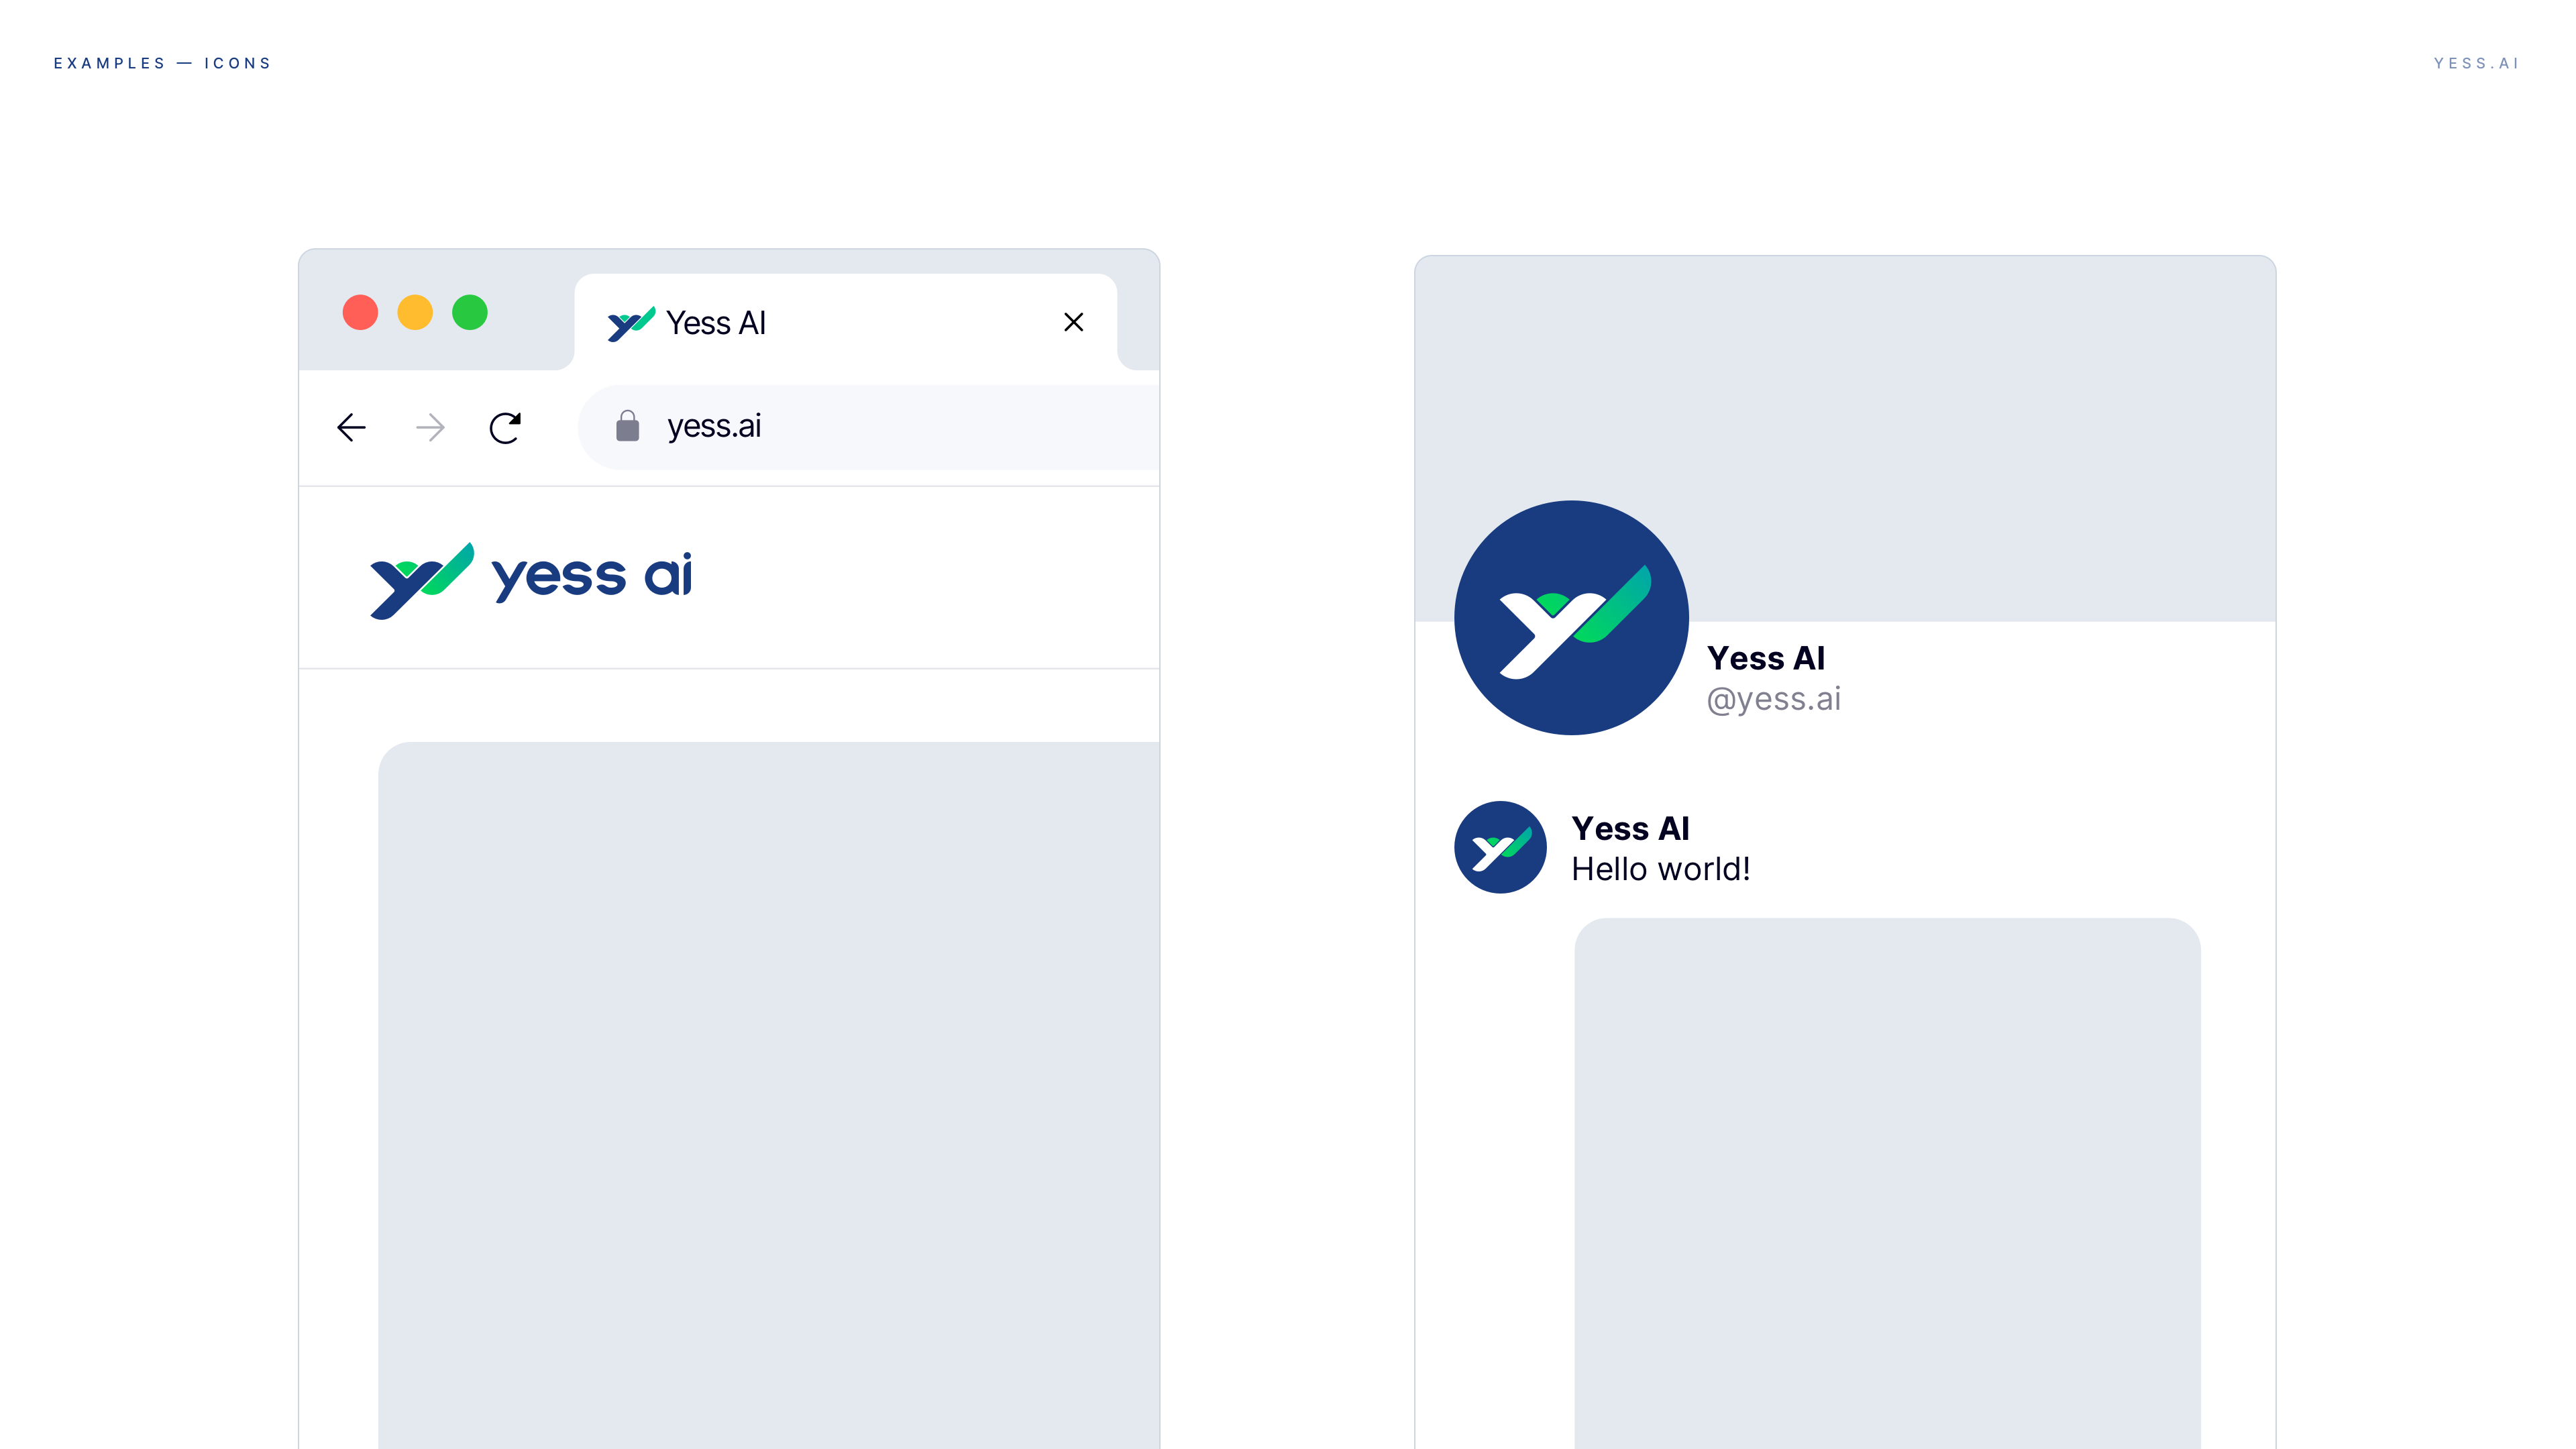 EXAMPLES — ICONS
YESS.AI
Yess AI
yess.ai
yess ai
Yess AI
@yess.ai
Yess AI
Hello world!